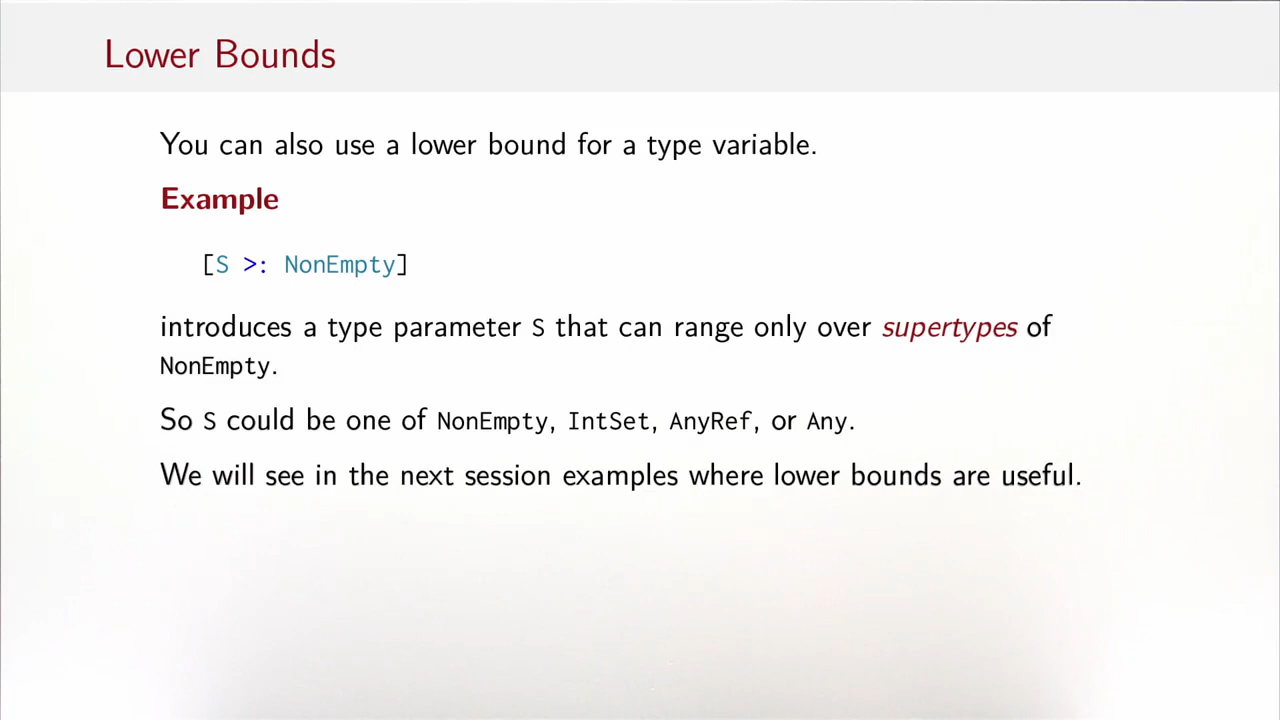 Lower Bounds
You can also use a lower bound for a type variable.
Example
[S >: NonEmpty]
introduces a type parameter S that can range only over supertypes of
NonEmpty.
So S could be one of NonEmpty, IntSet, AnyRef, or Any.
We will see in the next session examples where lower bounds are useful.